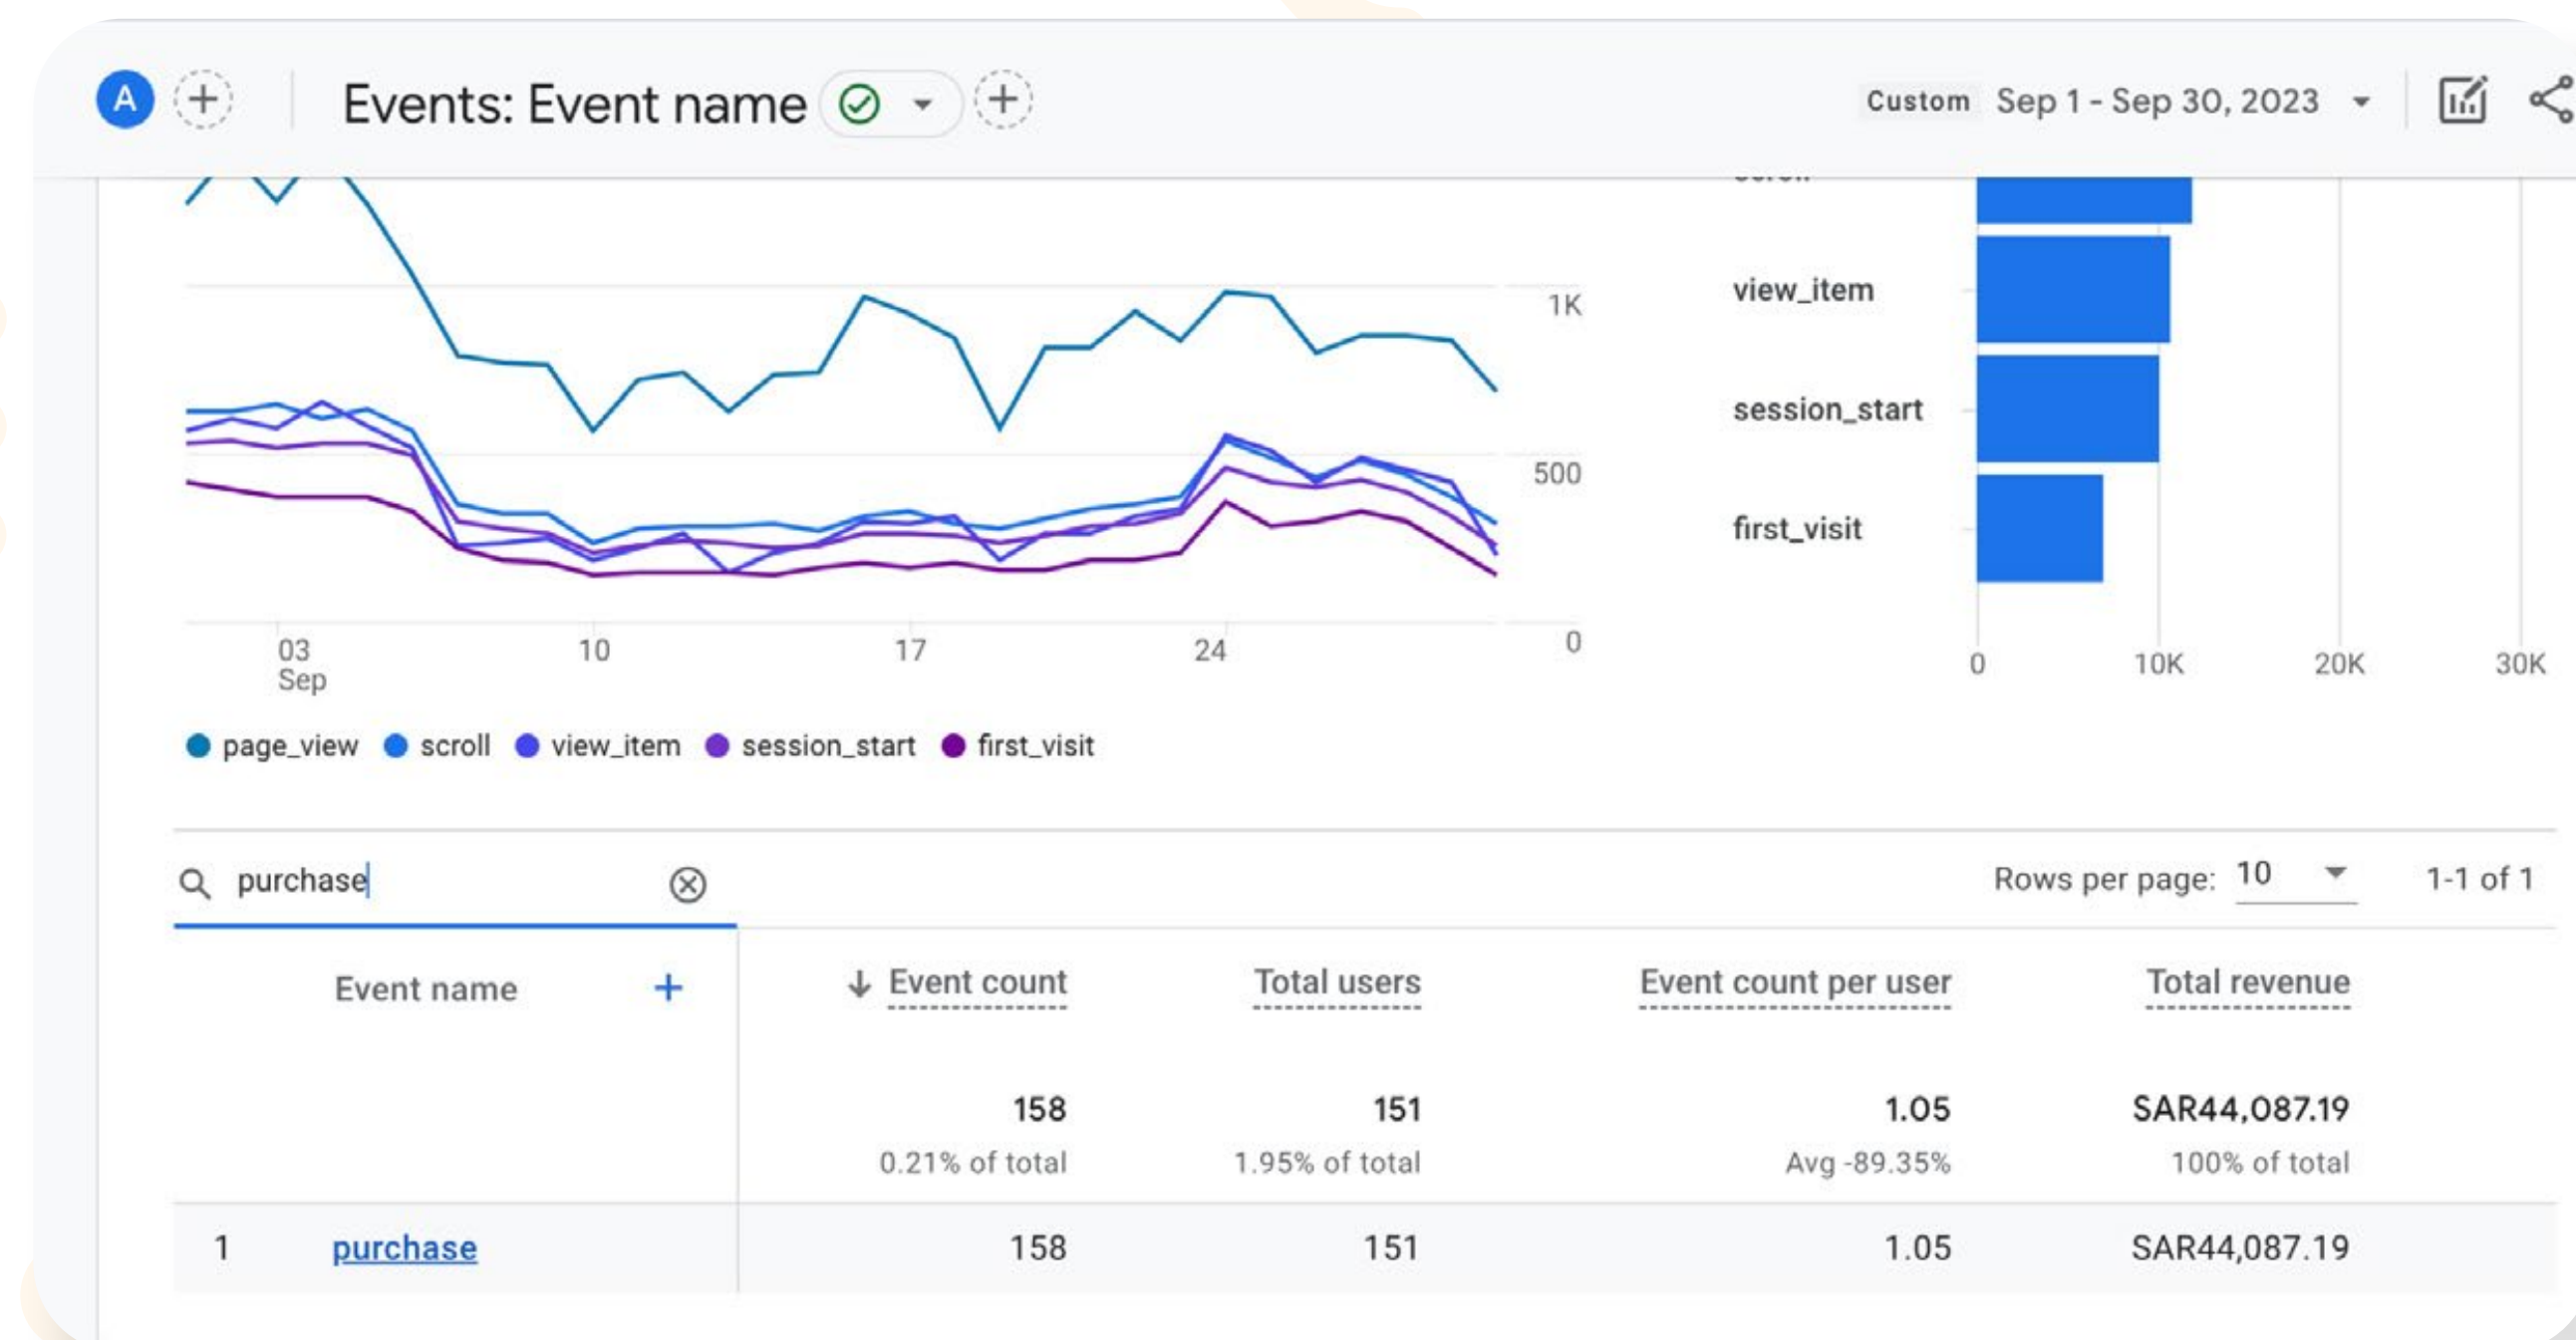 A
Events: Event name
Custom Sep 1 - Sep 30, 2023
1K
500
0
03 10 17 24
Sep
page_view scroll view_item session_start first_visit
view_item
session_start
first_visit
0 10K 20K 30K
purchase
Rows per page: 10 1-1 of 1
Event name + Event count Total users Event count per user Total revenue
158 151 1.05 SAR44,087.19
0.21% of total 1.95% of total Avg -89.35% 100% of total
1 purchase 158 151 1.05 SAR44,087.19